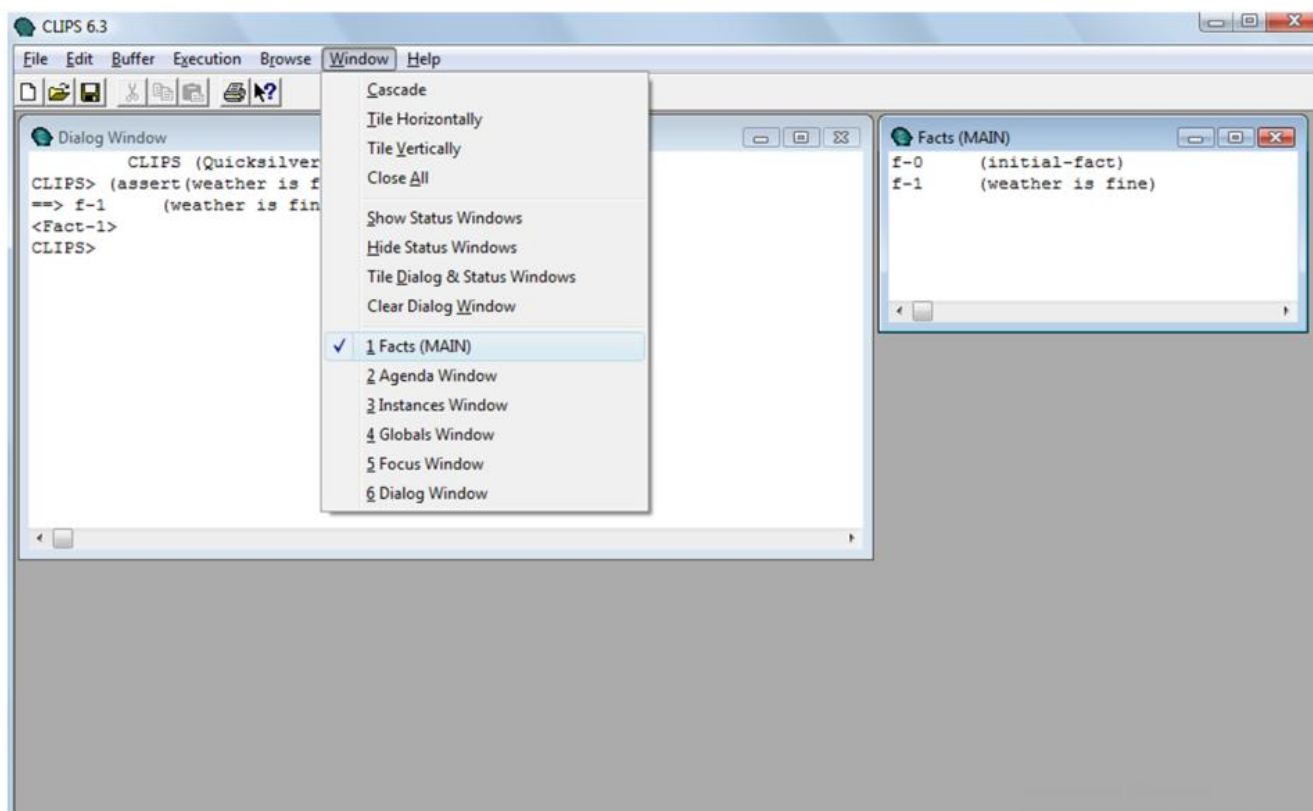 CLIPS 6.3
File Edit Buffer Execution Browse Window Help
Dialog Window
CLIPS (Quicksilver
CLIPS> (assert(weather is f
==> f-1 (weather is fin
<Fact-1>
CLIPS>
Cascade
Tile Horizontally
Tile Vertically
Close All
Show Status Windows
Hide Status Windows
Tile Dialog & Status Windows
Clear Dialog Window
✓ 1 Facts (MAIN)
2 Agenda Window
3 Instances Window
4 Globals Window
5 Focus Window
6 Dialog Window
Facts (MAIN)
f-0 (initial-fact)
f-1 (weather is fine)